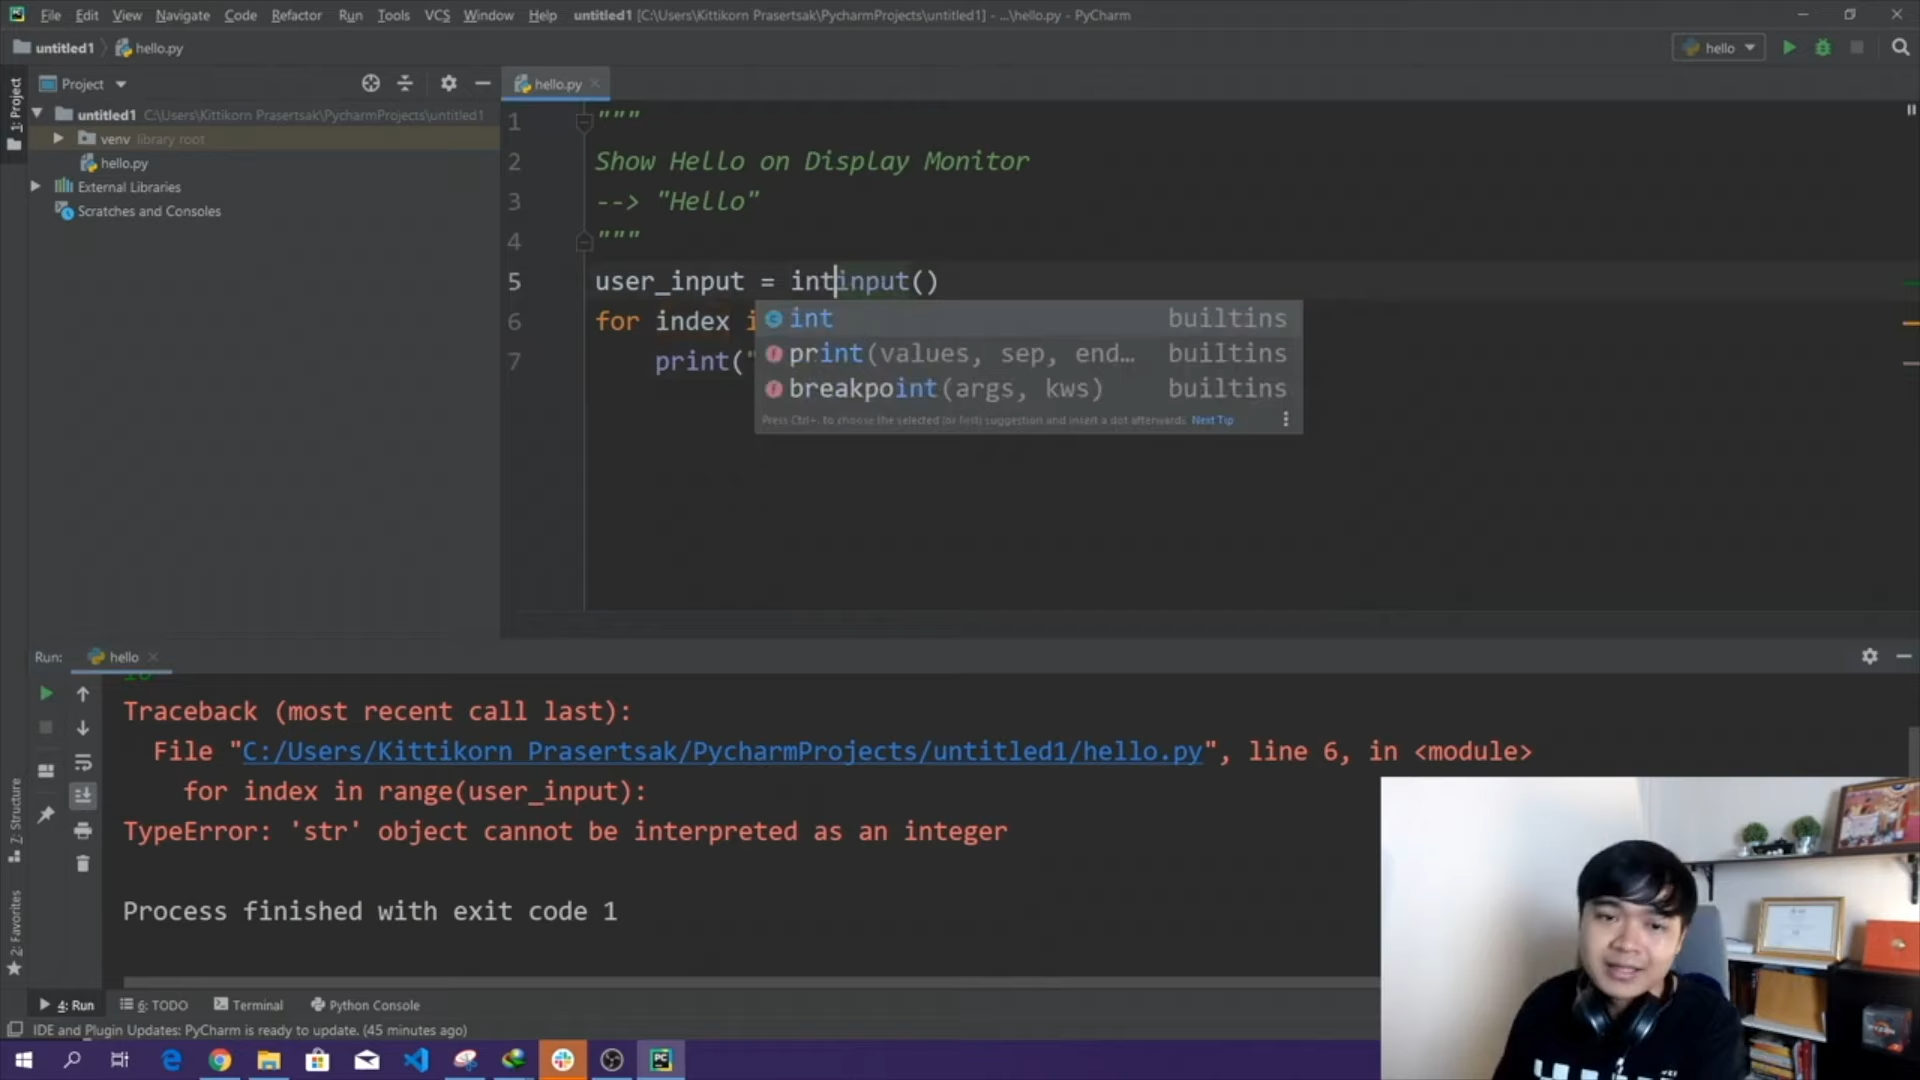 File Edit View Navigate Code Refactor Run Tools VCS Window Help untitled1 [C:\Users\Kittikorn Prasertsak\PycharmProjects\untitled1] - ...\hello.py - PyCharm
untitled1 hello.py hello
1: Project
Project
hello.py
untitled1 C:\Users\Kittikorn Prasertsak\PycharmProjects\untitled1
venv library root
hello.py
External Libraries
Scratches and Consoles
1 """
2 Show Hello on Display Monitor
3 --> "Hello"
4 """
5 user_input = intinput()
6 for index i
7 print("
int builtins
print(values, sep, end... builtins
breakpoint(args, kws) builtins
Press Ctrl+. to choose the selected (or first) suggestion and insert a dot afterwards Next Tip
Run: hello
Traceback (most recent call last):
File "C:/Users/Kittikorn Prasertsak/PycharmProjects/untitled1/hello.py", line 6, in <module>
for index in range(user_input):
TypeError: 'str' object cannot be interpreted as an integer
Process finished with exit code 1
7: Structure
2: Favorites
4: Run 6: TODO Terminal Python Console
IDE and Plugin Updates: PyCharm is ready to update. (45 minutes ago)
PC